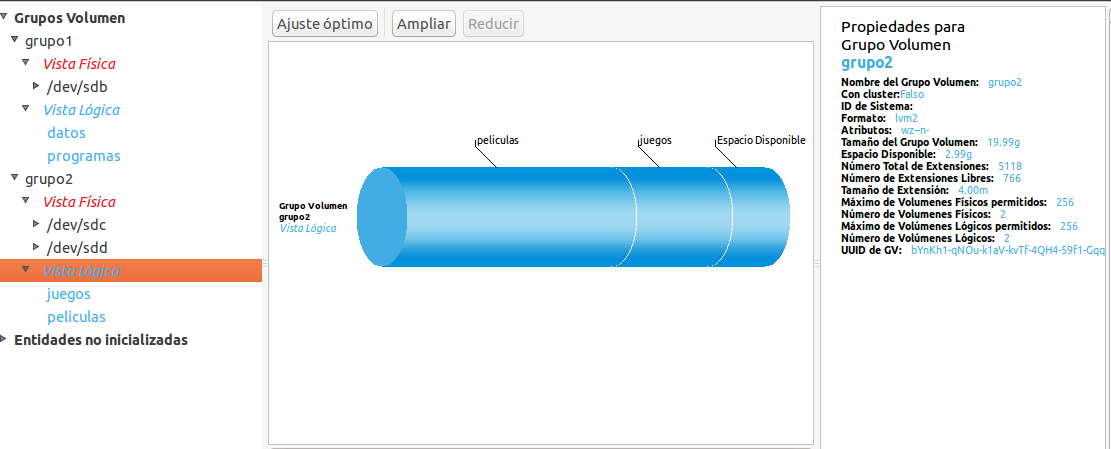 Grupos Volumen
grupo1
Vista Física
/dev/sdb
Vista Lógica
datos
programas
grupo2
Vista Física
/dev/sdc
/dev/sdd
Vista Lógica
juegos
peliculas
Entidades no inicializadas
Ajuste óptimo
Ampliar
Reducir
peliculas
juegos
Espacio Disponible
Grupo Volumen
grupo2
Vista Lógica
Propiedades para
Grupo Volumen
grupo2
Nombre del Grupo Volumen: grupo2
Con cluster:Falso
ID de Sistema:
Formato: lvm2
Atributos: wz--n-
Tamaño del Grupo Volumen: 19.99g
Espacio Disponible: 2.99g
Número Total de Extensiones: 5118
Número de Extensiones Libres: 766
Tamaño de Extensión: 4.00m
Máximo de Volumenes Físicos permitidos: 256
Número de Volumenes Físicos: 2
Máximo de Volúmenes Lógicos permitidos: 256
Número de Volúmenes Lógicos: 2
UUID de GV: bYnKh1-qNOu-k1aV-kvTf-4QH4-59f1-Gqq